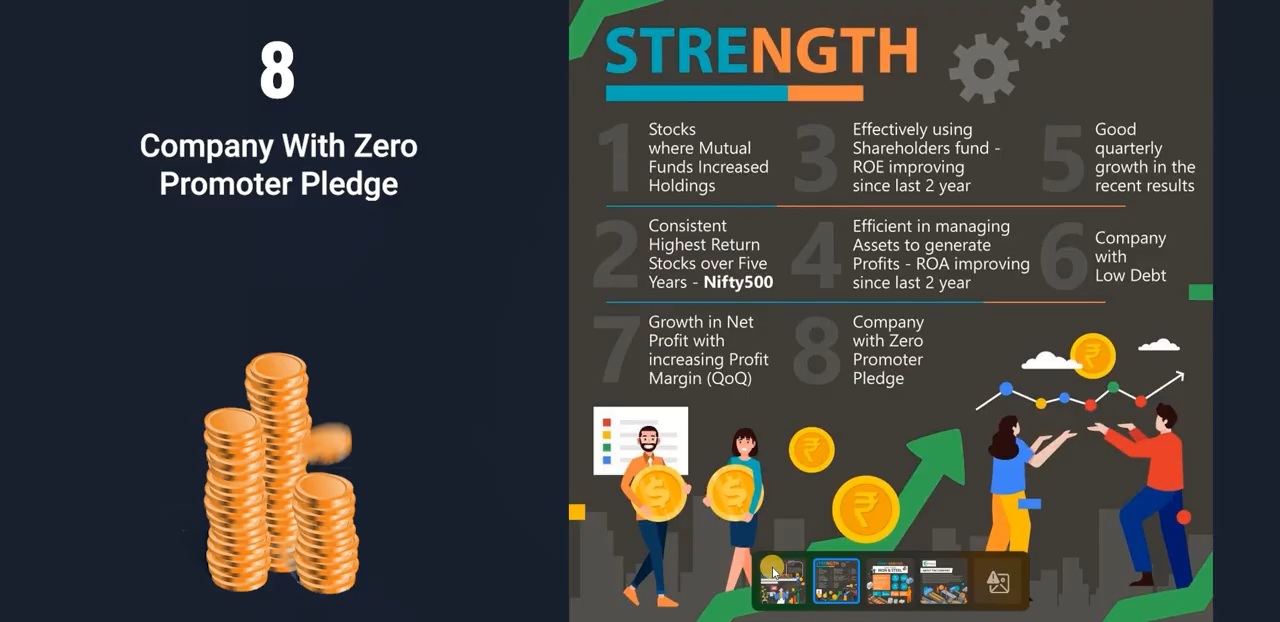 8
Company With Zero
Promoter Pledge
STRENGTH
1
Stocks
where Mutual
Funds Increased
Holdings
2
Consistent
Highest Return
Stocks over Five
Years - Nifty500
3
Effectively using
Shareholders fund -
ROE improving
since last 2 year
4
Efficient in managing
Assets to generate
Profits - ROA improving
since last 2 year
5
Good
quarterly
growth in the
recent results
6
Company
with
Low Debt
7
Growth in Net
Profit with
increasing Profit
Margin (QoQ)
8
Company
with Zero
Promoter
Pledge